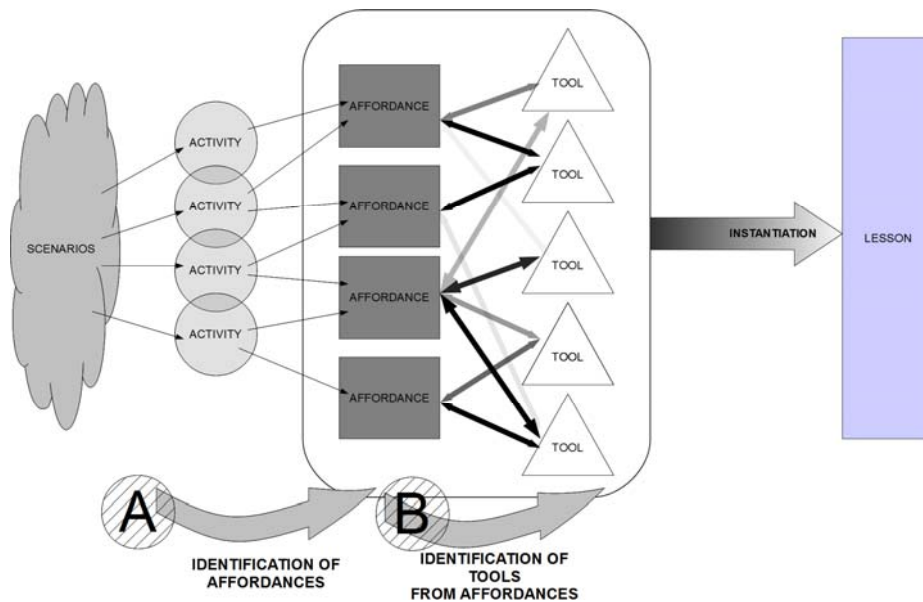 SCENARIOS
ACTIVITY
ACTIVITY
ACTIVITY
ACTIVITY
AFFORDANCE
AFFORDANCE
AFFORDANCE
AFFORDANCE
TOOL
TOOL
TOOL
TOOL
TOOL
INSTANTIATION
LESSON
A
IDENTIFICATION OF
AFFORDANCES
B
IDENTIFICATION OF
TOOLS
FROM AFFORDANCES